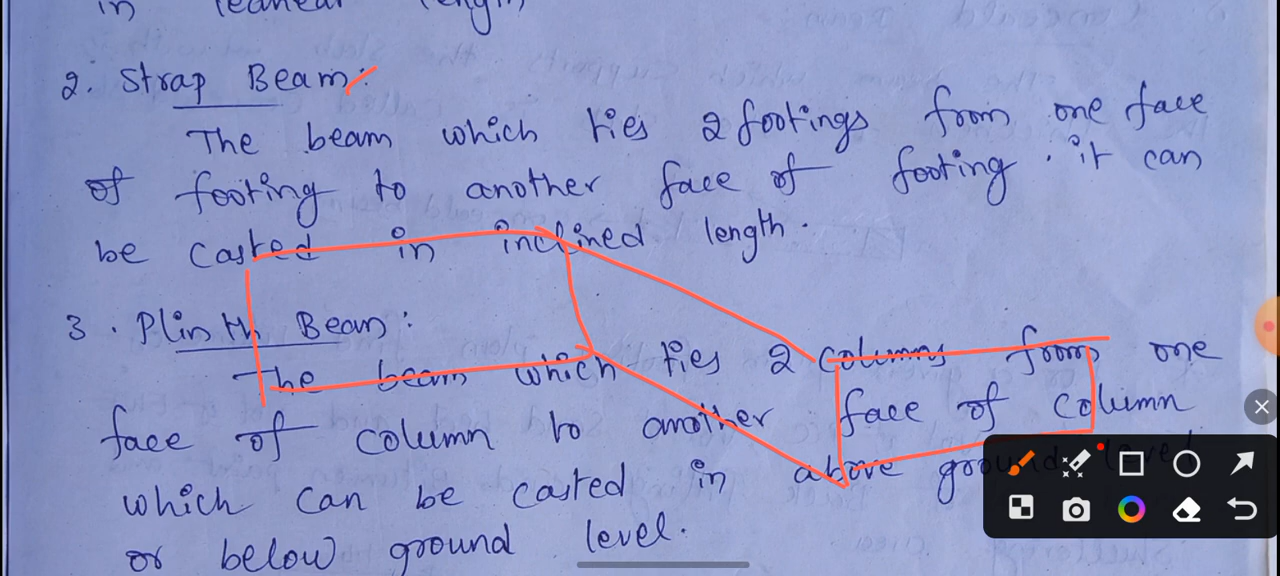 in length
2. Strap Beam:
The beam which ties 2 footings from one face
of footing to another face of footing. it can
be casted in inclined length.
3. Plinth Beam:
The beam which ties 2 columns from one
face of column to another face of column
which can be casted in above ground
or below ground level.